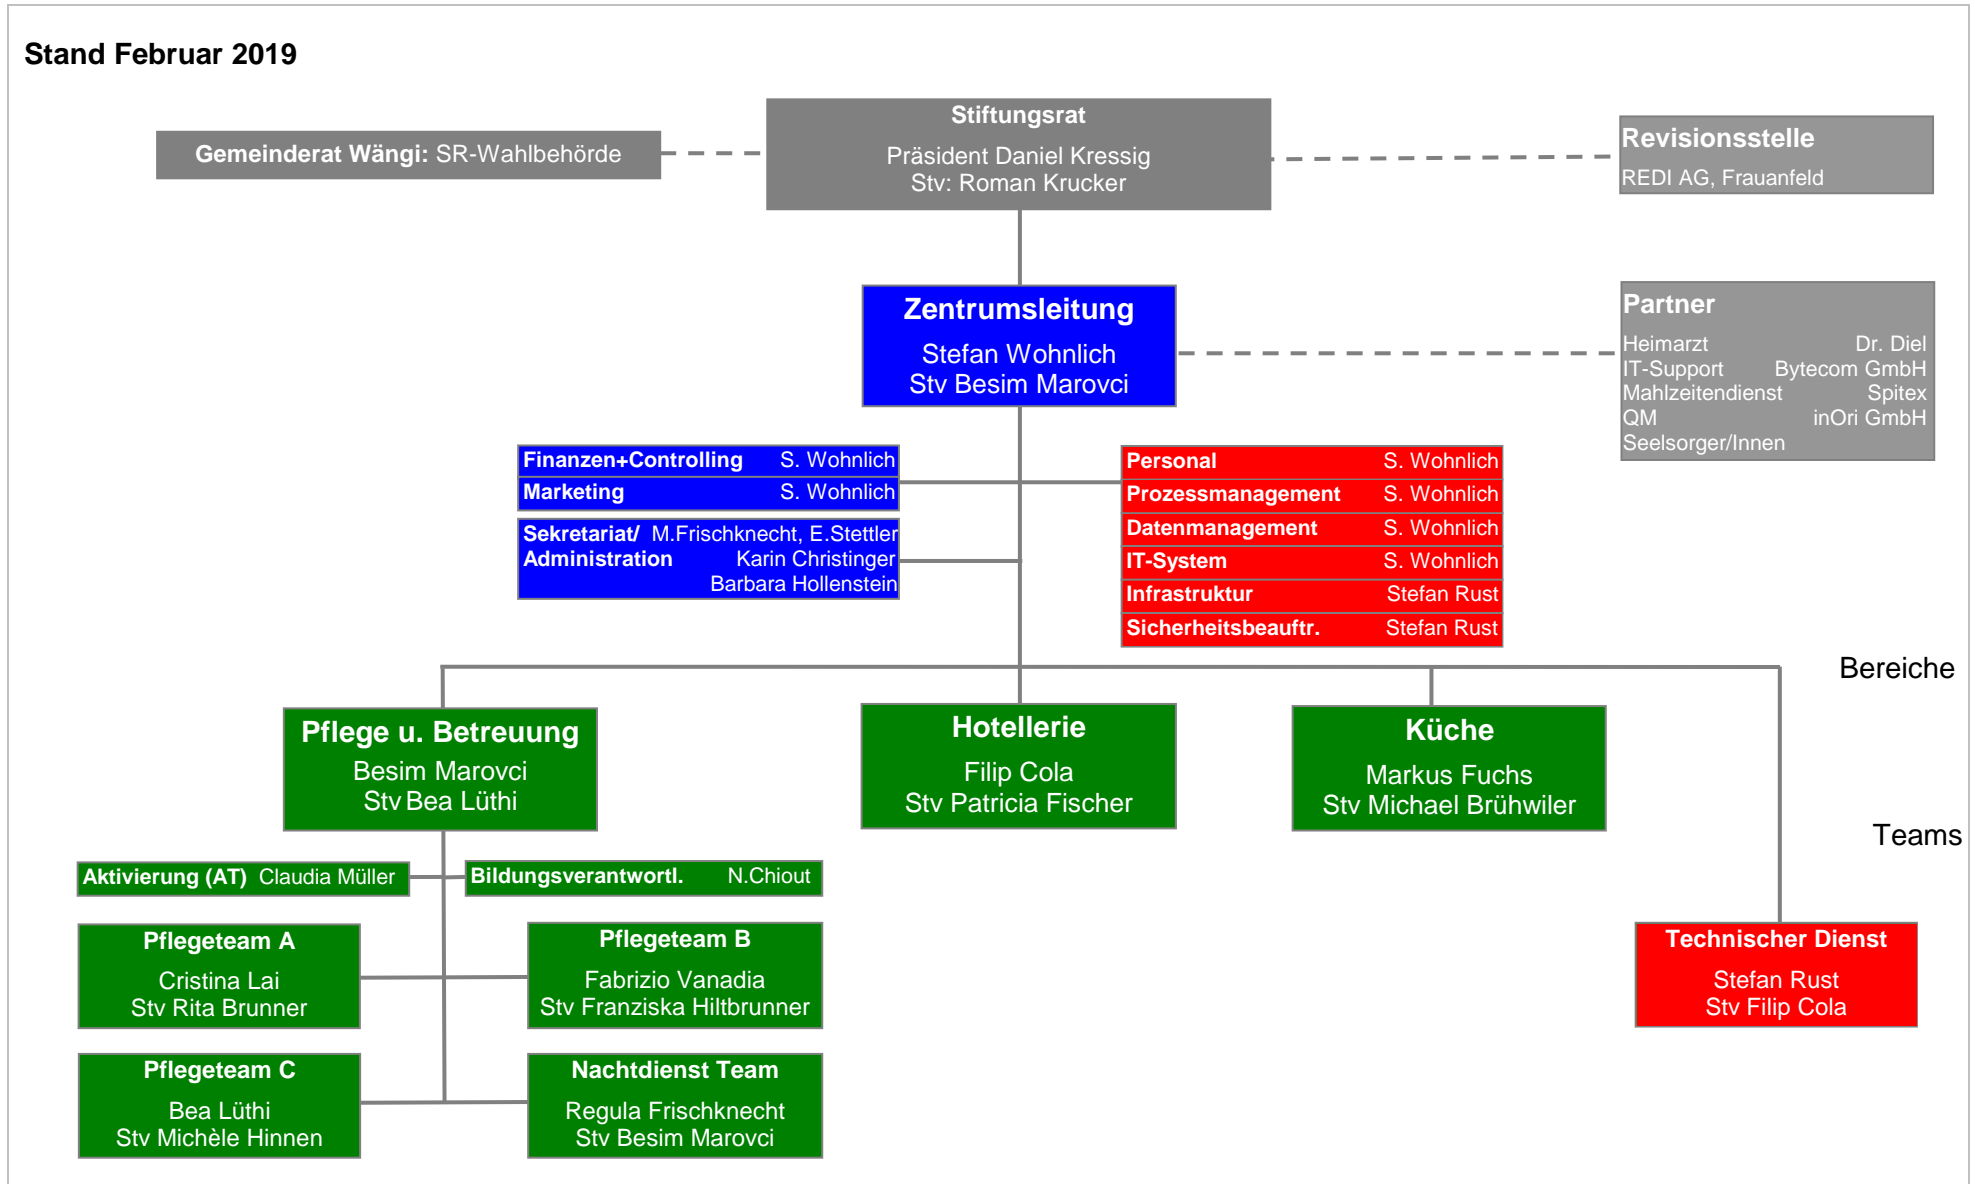 Stand Februar 2019
Stiftungsrat
Präsident Daniel Kressig
Stv: Roman Krucker
Gemeinderat Wängi: SR-Wahlbehörde
Revisionsstelle
REDI AG, Frauanfeld
Zentrumsleitung
Stefan Wohnlich
Stv Besim Marovci
Partner
Heimarzt Dr. Diel
IT-Support Bytecom GmbH
Mahlzeitendienst Spitex
QM inOri GmbH
Seelsorger/Innen
Finanzen+Controlling S. Wohnlich
Marketing S. Wohnlich
Sekretariat/ M.Frischknecht, E.Stettler
Administration Karin Christinger
Barbara Hollenstein
Personal S. Wohnlich
Prozessmanagement S. Wohnlich
Datenmanagement S. Wohnlich
IT-System S. Wohnlich
Infrastruktur Stefan Rust
Sicherheitsbeauftr. Stefan Rust
Bereiche
Pflege u. Betreuung
Besim Marovci
Stv Bea Lüthi
Hotellerie
Filip Cola
Stv Patricia Fischer
Küche
Markus Fuchs
Stv Michael Brühwiler
Teams
Aktivierung (AT) Claudia Müller
Bildungsverantwortl. N.Chiout
Pflegeteam A
Cristina Lai
Stv Rita Brunner
Pflegeteam B
Fabrizio Vanadia
Stv Franziska Hiltbrunner
Technischer Dienst
Stefan Rust
Stv Filip Cola
Pflegeteam C
Bea Lüthi
Stv Michèle Hinnen
Nachtdienst Team
Regula Frischknecht
Stv Besim Marovci